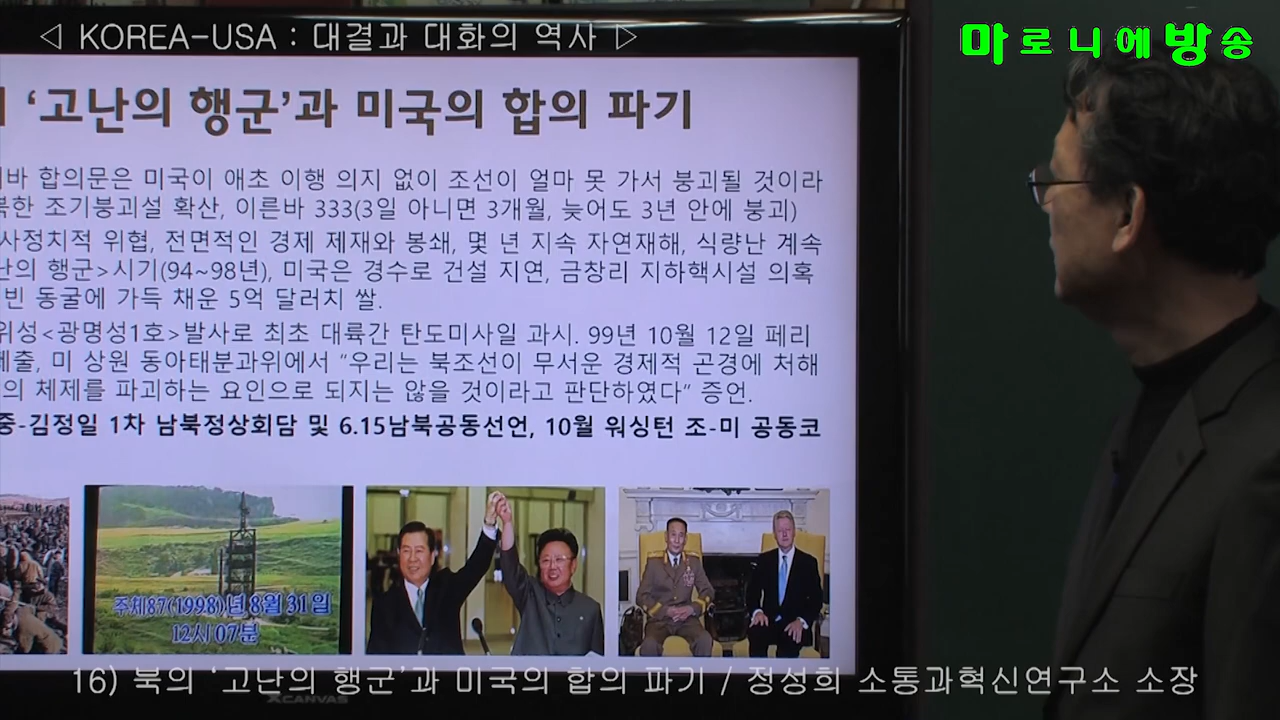 ◁ KOREA-USA : 대결과 대화의 역사 ▷
마로니에방송
'고난의 행군'과 미국의 합의 파기
합의문은 미국이 애초 이행 의지 없이 조선이 얼마 못 가서 붕괴될 것이라
조기붕괴설 확산, 이른바 333(3일 아니면 3개월, 늦어도 3년 안에 붕괴)
사정치적 위협, 전면적인 경제 제재와 봉쇄, 몇 년 지속 자연재해, 식량난 계속
난의 행군>시기(94~98년), 미국은 경수로 건설 지연, 금창리 지하핵시설 의혹
빈 동굴에 가득 채운 5억 달러치 쌀.
위성<광명성1호>발사로 최초 대륙간 탄도미사일 과시. 99년 10월 12일 페리
제출, 미 상원 동아태분과위에서 "우리는 북조선이 무서운 경제적 곤경에 처해
의 체제를 파괴하는 요인으로 되지는 않을 것이라고 판단하였다" 증언.
중-김정일 1차 남북정상회담 및 6.15남북공동선언, 10월 워싱턴 조-미 공동코
주체87(1998)년 8월 31일
12시 07분
16) 북의 '고난의 행군'과 미국의 합의 파기 / 정성희 소통과혁신연구소 소장
XCANVAS